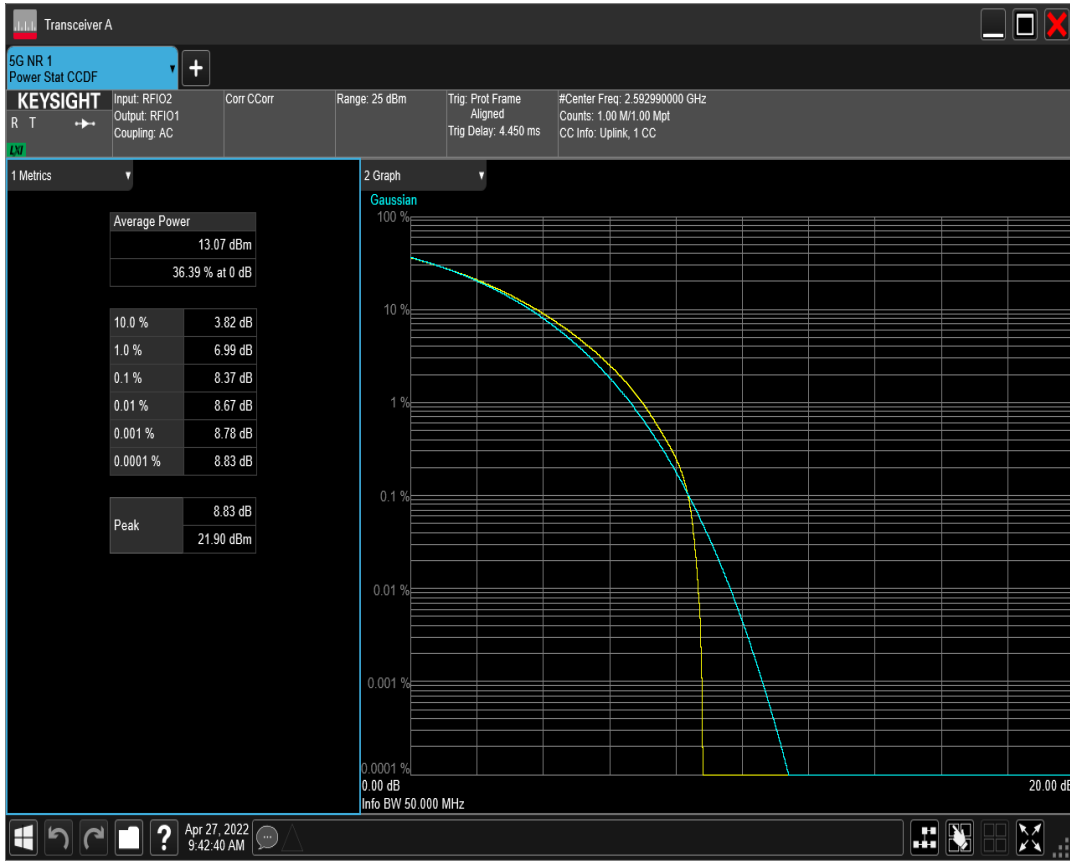 Transceiver A
5G NR 1
Power Stat CCDF
+
KEYSIGHT
R T
LXI
Input: RFIO2
Output: RFIO1
Coupling: AC
Corr CCorr
Range: 25 dBm
Trig: Prot Frame
Aligned
Trig Delay: 4.450 ms
#Center Freq: 2.592990000 GHz
Counts: 1.00 M/1.00 Mpt
CC Info: Uplink, 1 CC
1 Metrics
Average Power
13.07 dBm
36.39 % at 0 dB
10.0 % 3.82 dB
1.0 % 6.99 dB
0.1 % 8.37 dB
0.01 % 8.67 dB
0.001 % 8.78 dB
0.0001 % 8.83 dB
Peak 8.83 dB
21.90 dBm
2 Graph
Gaussian
100 %
10 %
1 %
0.1 %
0.01 %
0.001 %
0.0001 %
0.00 dB 20.00 dB
Info BW 50.000 MHz
?
Apr 27, 2022
9:42:40 AM